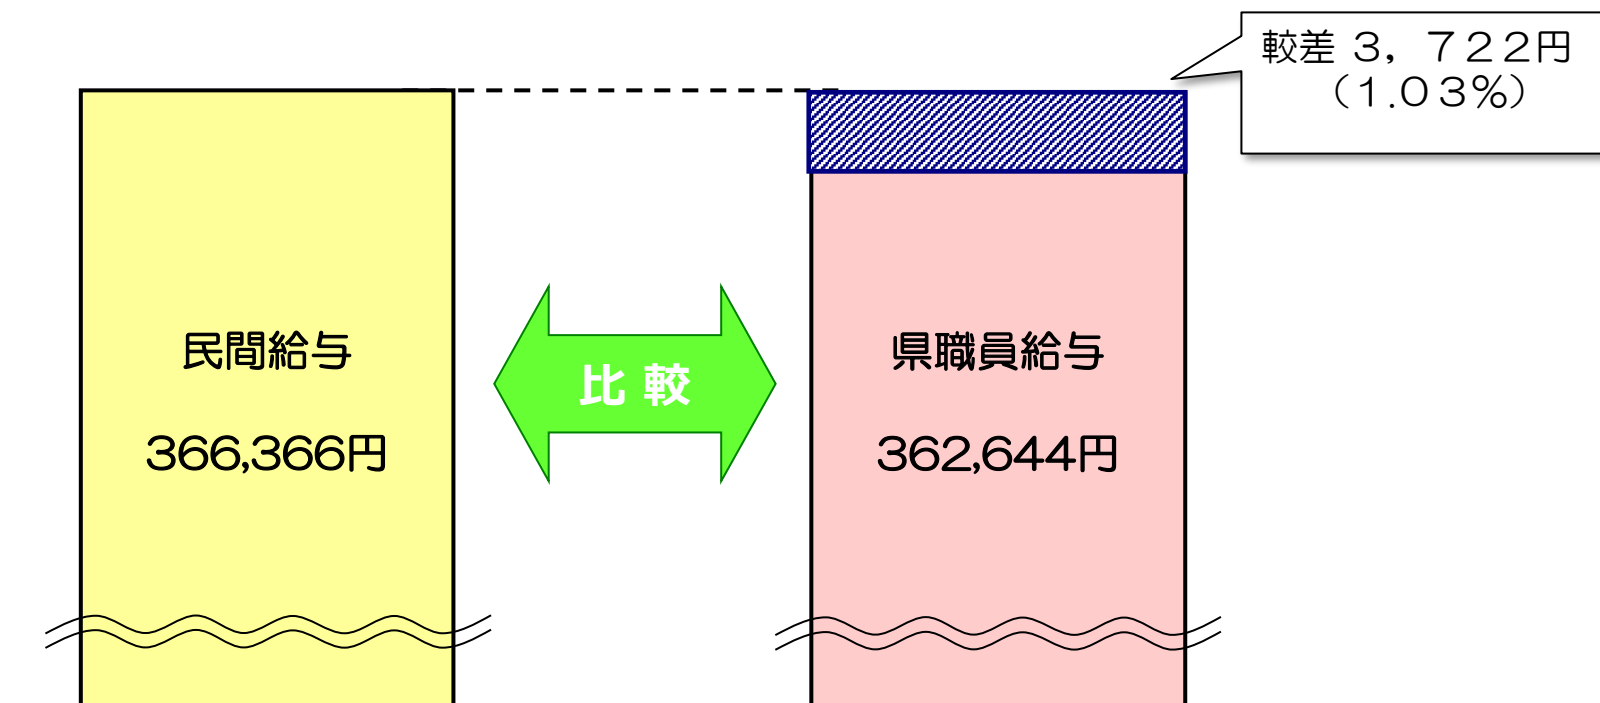 較差 ３，７２２円
（１.０３％）
民間給与
366,366円
比 較
県職員給与
362,644円